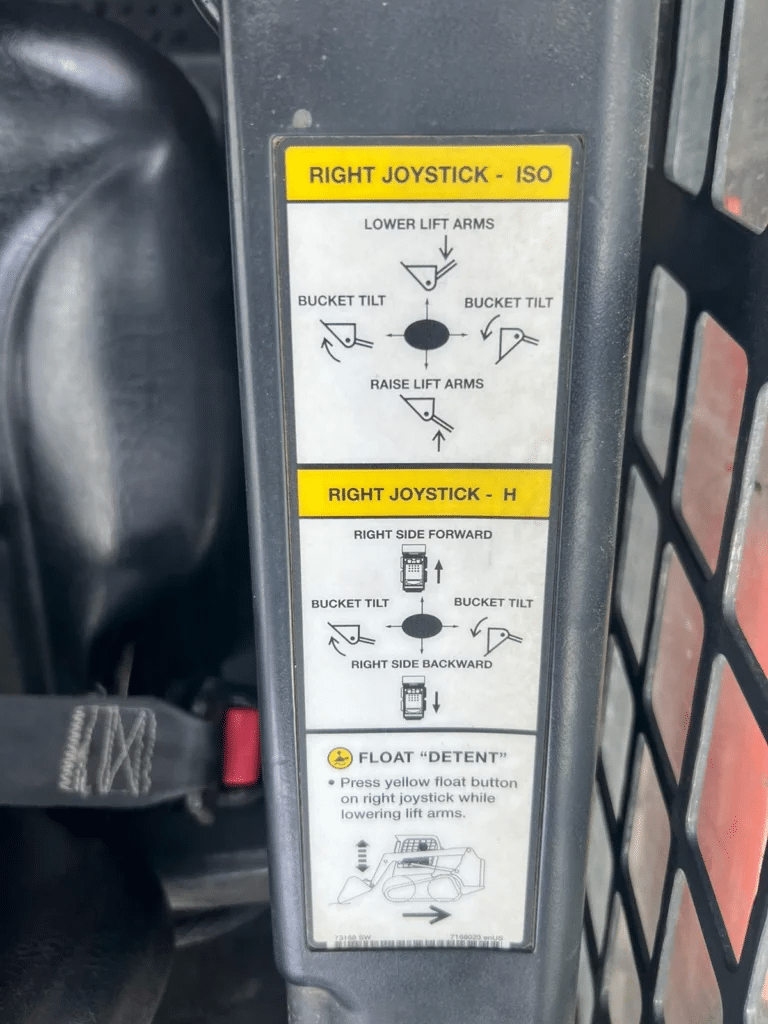 RIGHT JOYSTICK - ISO
LOWER LIFT ARMS
BUCKET TILT
BUCKET TILT
RAISE LIFT ARMS
RIGHT JOYSTICK - H
RIGHT SIDE FORWARD
BUCKET TILT
BUCKET TILT
RIGHT SIDE BACKWARD
FLOAT “DETENT”
• Press yellow float button
on right joystick while
lowering lift arms.
enUS